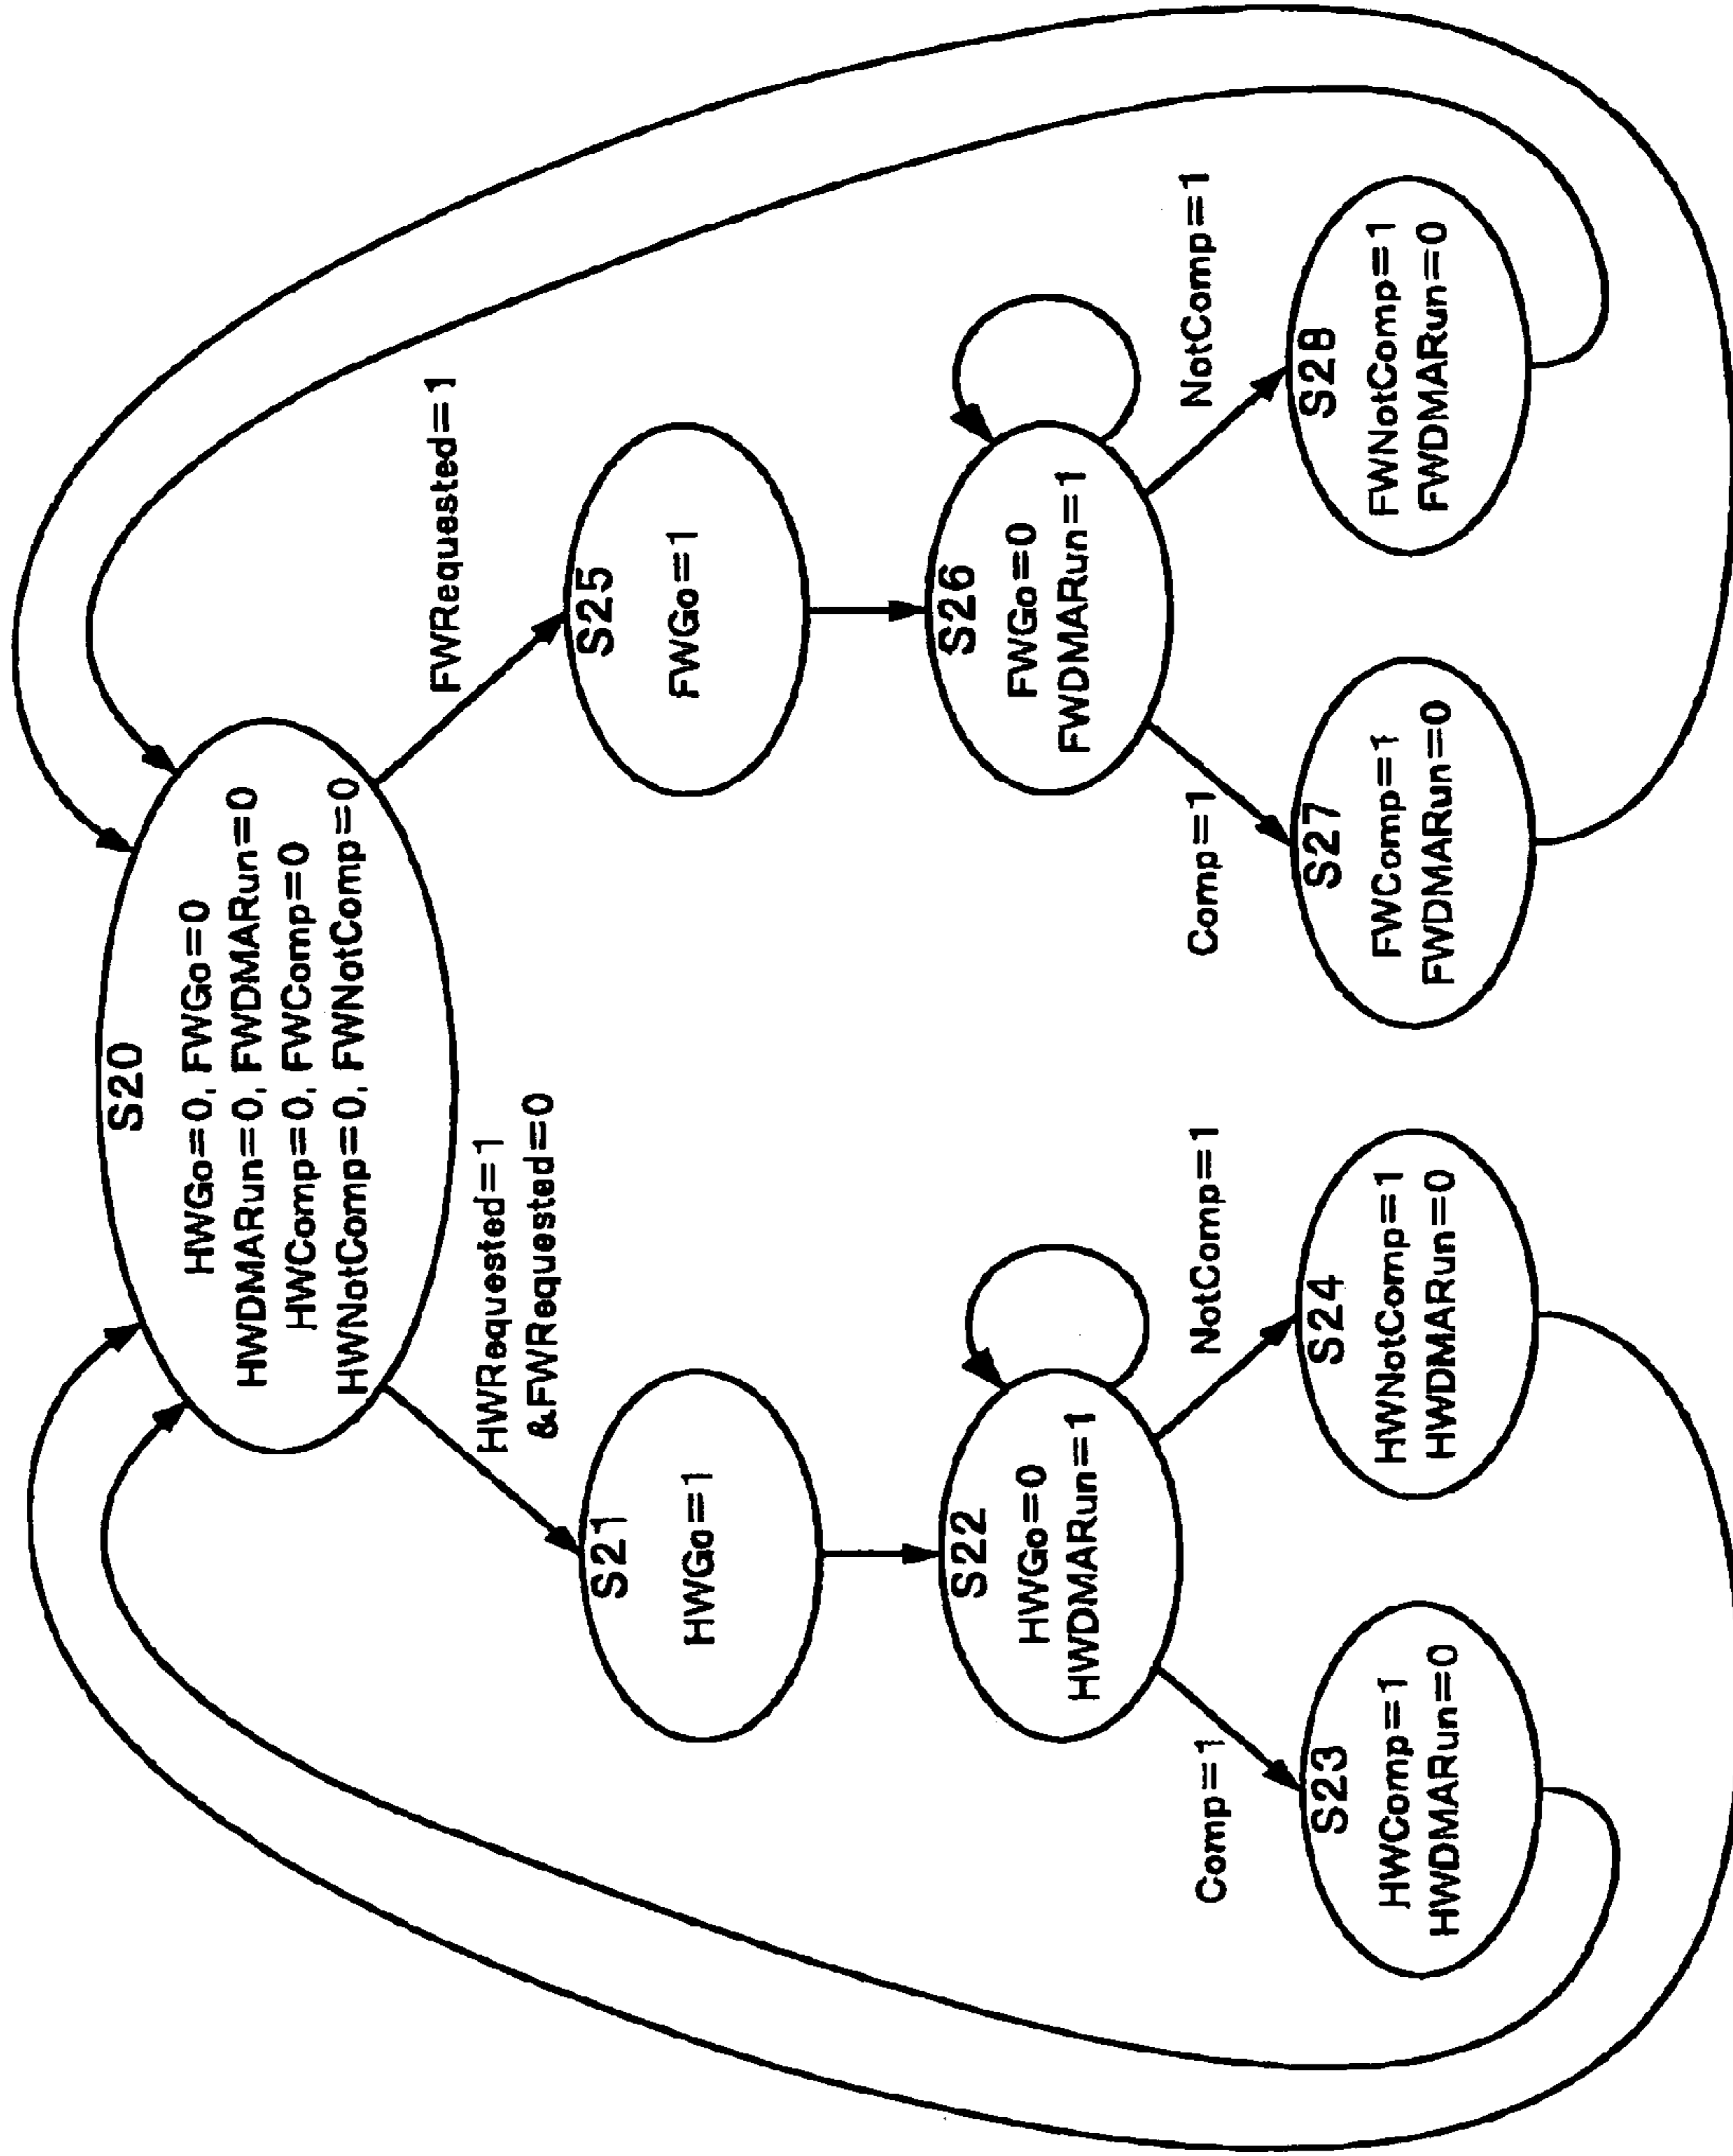 S20
HWGo=0, FWGo=0
HWDMARun=0, FWDMARun=0
HWComp=0, FWComp=0
HWNotComp=0, FWNotComp=0
HWRequested=1
&FWRequested=0
FWRequested=1
S21
HWGo=1
S25
FWGo=1
S22
HWGo=0
HWDMARun=1
S26
FWGo=0
FWDMARun=1
Comp=1
NotComp=1
Comp=1
NotComp=1
S23
HWComp=1
HWDMARun=0
S24
HWNotComp=1
HWDMARun=0
S27
FWComp=1
FWDMARun=0
S28
FWNotComp=1
FWDMARun=0